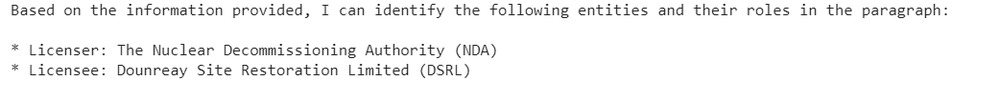 Based on the information provided, I can identify the following entities and their roles in the paragraph:
* Licenser: The Nuclear Decommissioning Authority (NDA)
* Licensee: Dounreay Site Restoration Limited (DSRL)